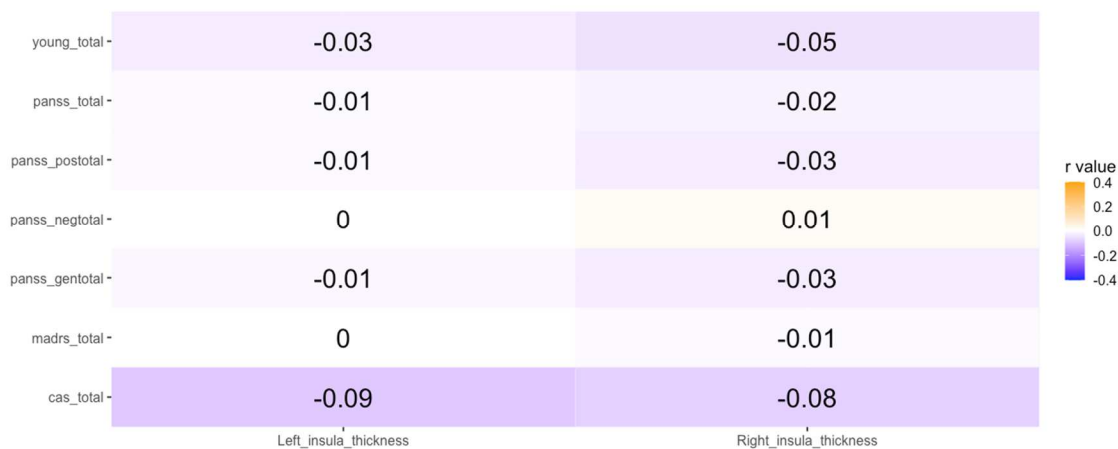 young_total -0.03 -0.05
panss_total -0.01 -0.02
panss_postotal -0.01 -0.03
panss_negtotal 0 0.01
panss_gentotal -0.01 -0.03
madrs_total 0 -0.01
cas_total -0.09 -0.08
Left_insula_thickness Right_insula_thickness
r value
0.4
0.2
0.0
-0.2
-0.4